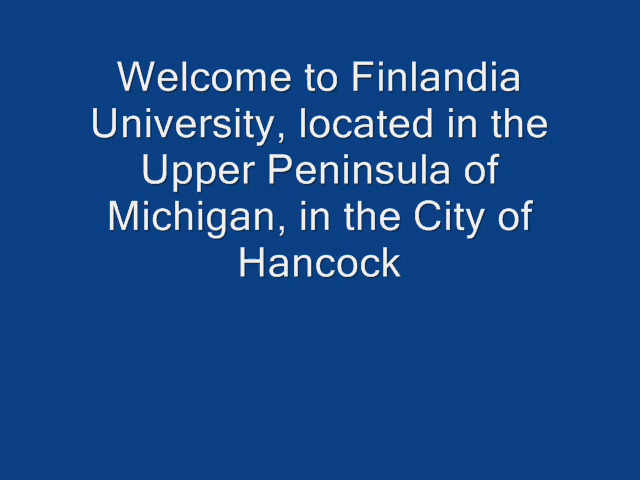 Welcome to Finlandia
University, located in the
Upper Peninsula of
Michigan, in the City of
Hancock